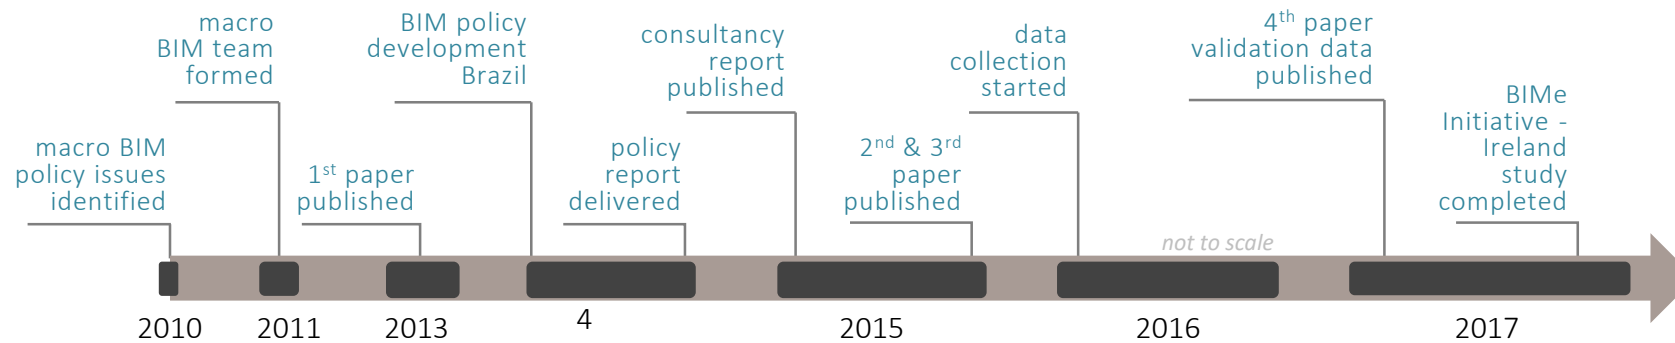 macro BIM
policy issues
identified
macro
BIM team
formed
1st paper
published
BIM policy
development
Brazil
policy
report
delivered
consultancy
report
published
2nd & 3rd
paper
published
data
collection
started
4th paper
validation data
published
BIMe
Initiative -
Ireland
study
completed
not to scale
2010
2011
2013
4
2015
2016
2017